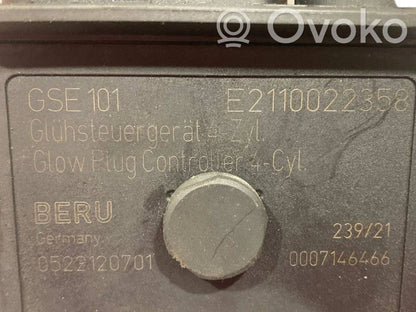 Ovoko
GSE 101 E2110022358
Glühsteuergerät 4-Zyl.
Glow Plug Controller 4-Cyl.
BERU
Germany
0522120701
239/21
0007146466